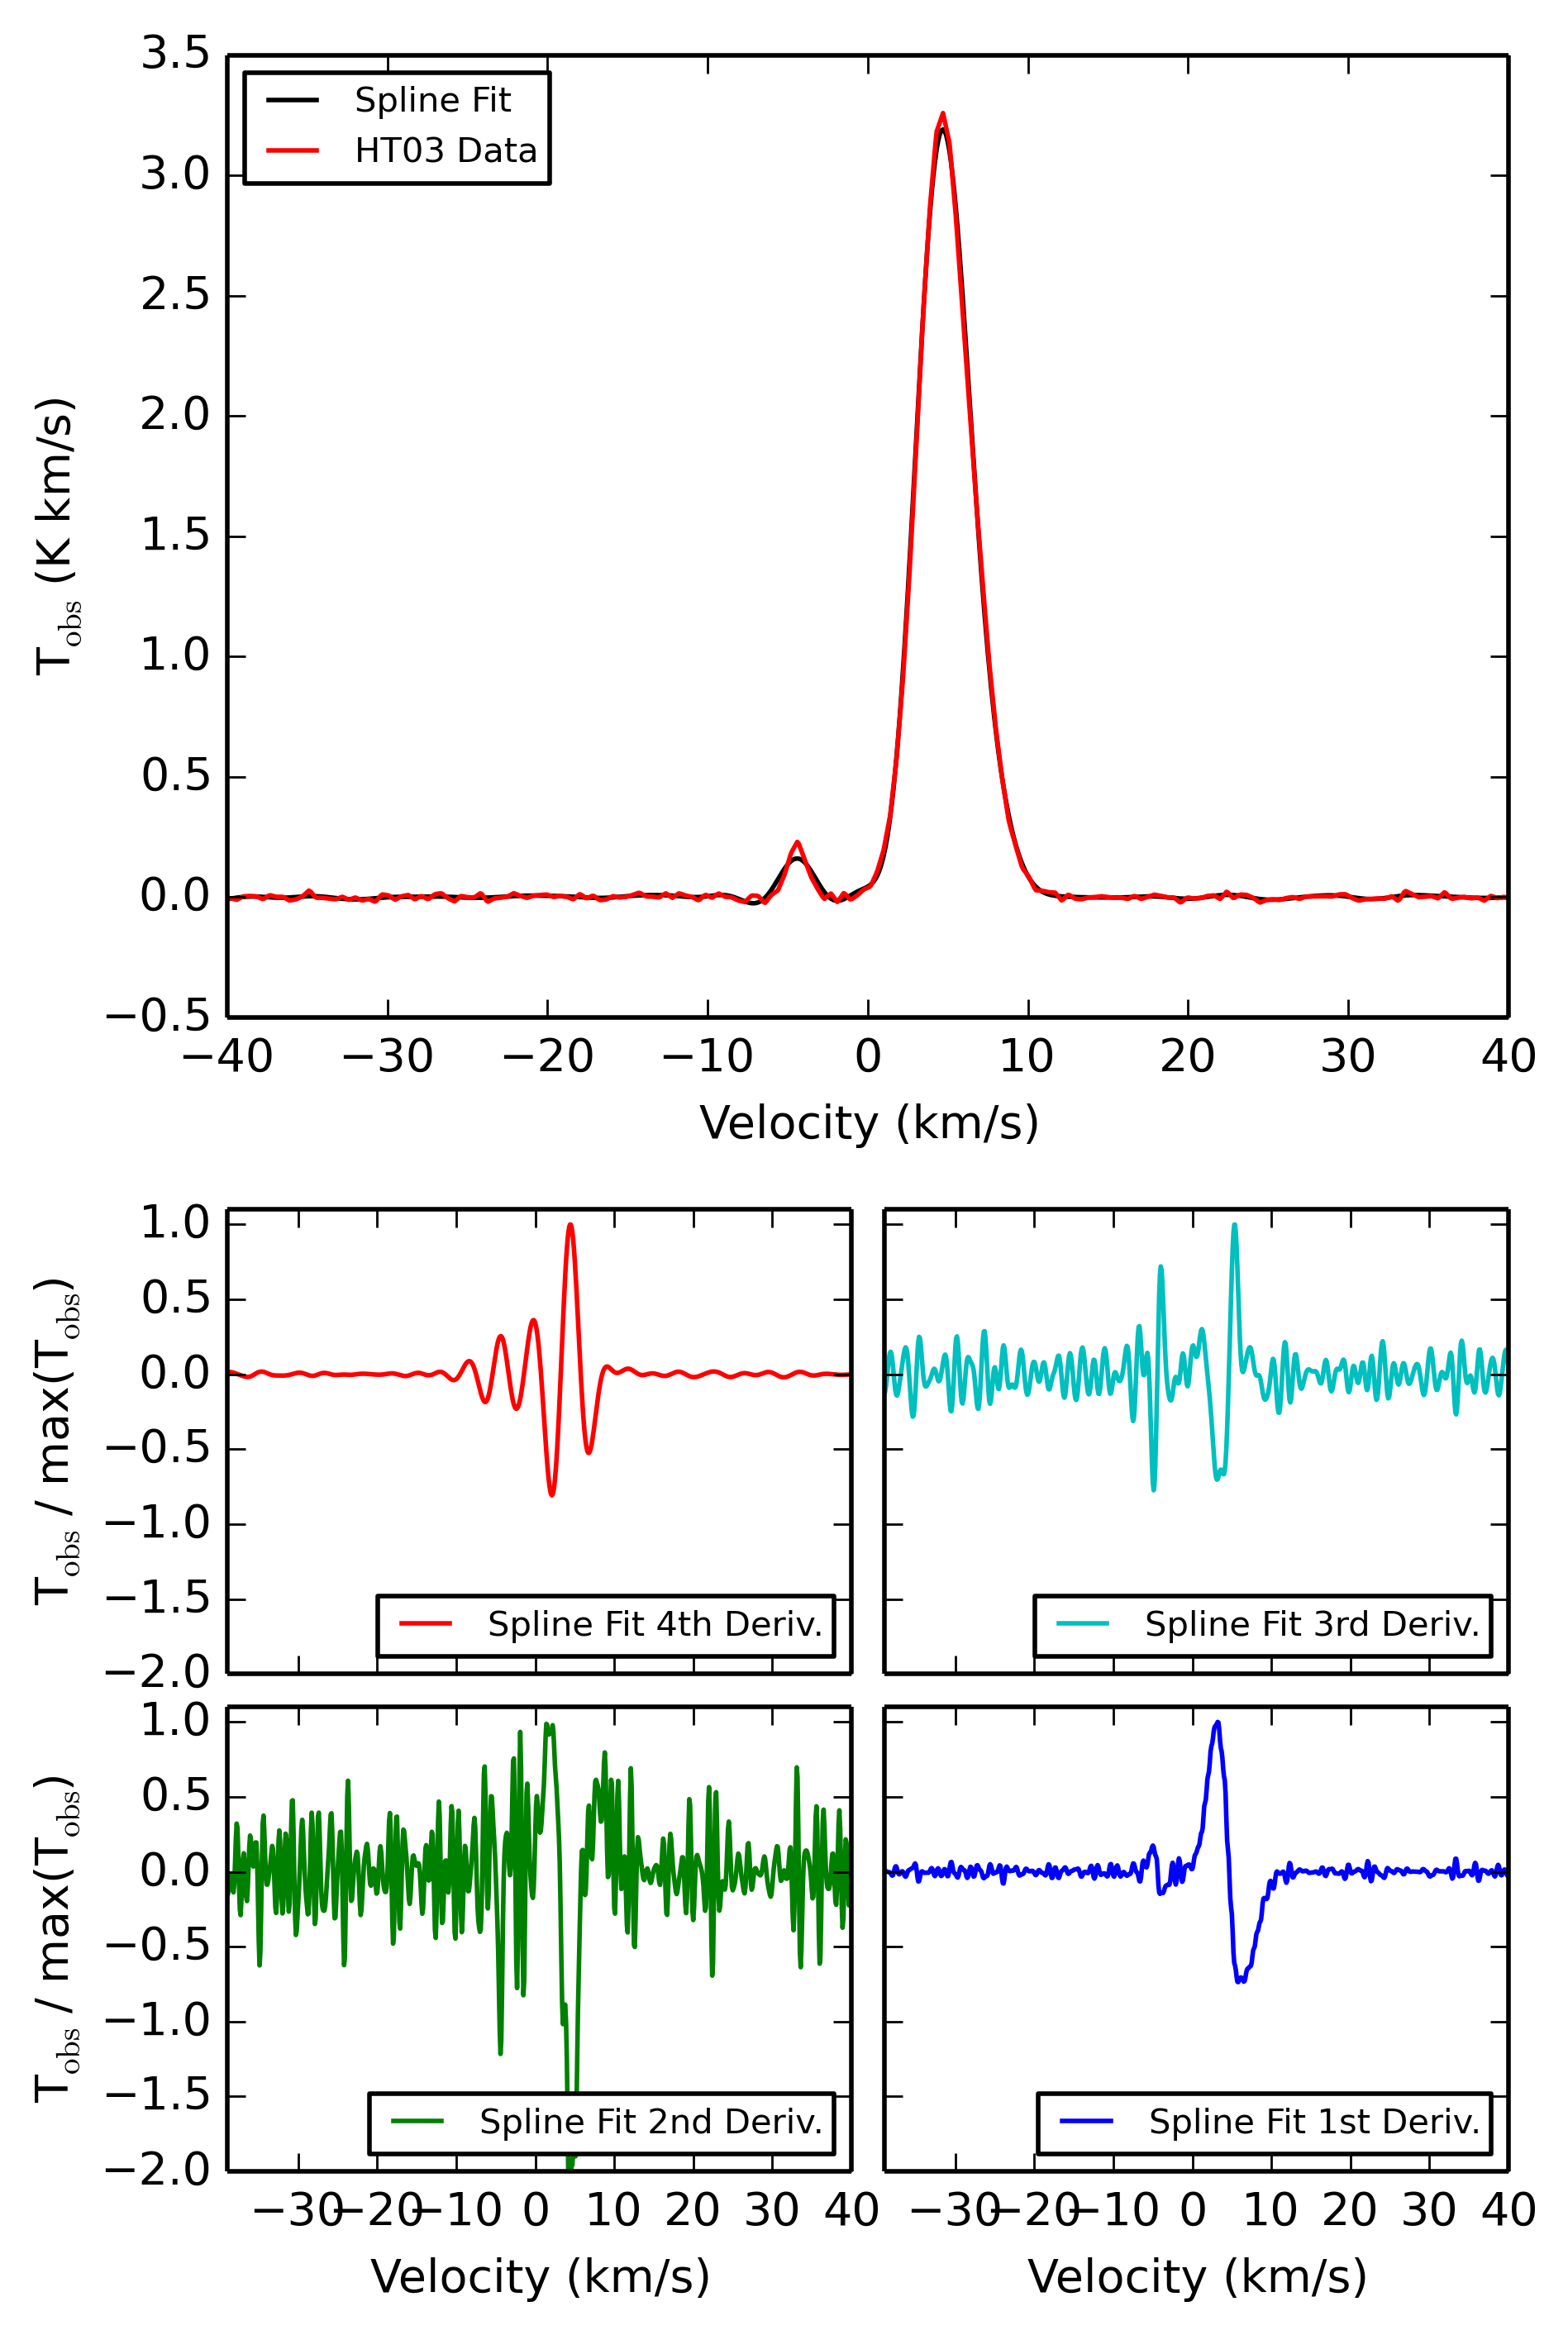 3.5
3.0
2.5
2.0
1.5
1.0
0.5
0.0
−0.5
T_obs (K km/s)
Spline Fit
HT03 Data
−40 −30 −20 −10 0 10 20 30 40
Velocity (km/s)
1.0
0.5
0.0
−0.5
−1.0
−1.5
−2.0
T_obs / max(T_obs)
Spline Fit 4th Deriv.
Spline Fit 3rd Deriv.
1.0
0.5
0.0
−0.5
−1.0
−1.5
−2.0
T_obs / max(T_obs)
Spline Fit 2nd Deriv.
Spline Fit 1st Deriv.
−30 −20 −10 0 10 20 30 40
−30 −20 −10 0 10 20 30 40
Velocity (km/s)
Velocity (km/s)